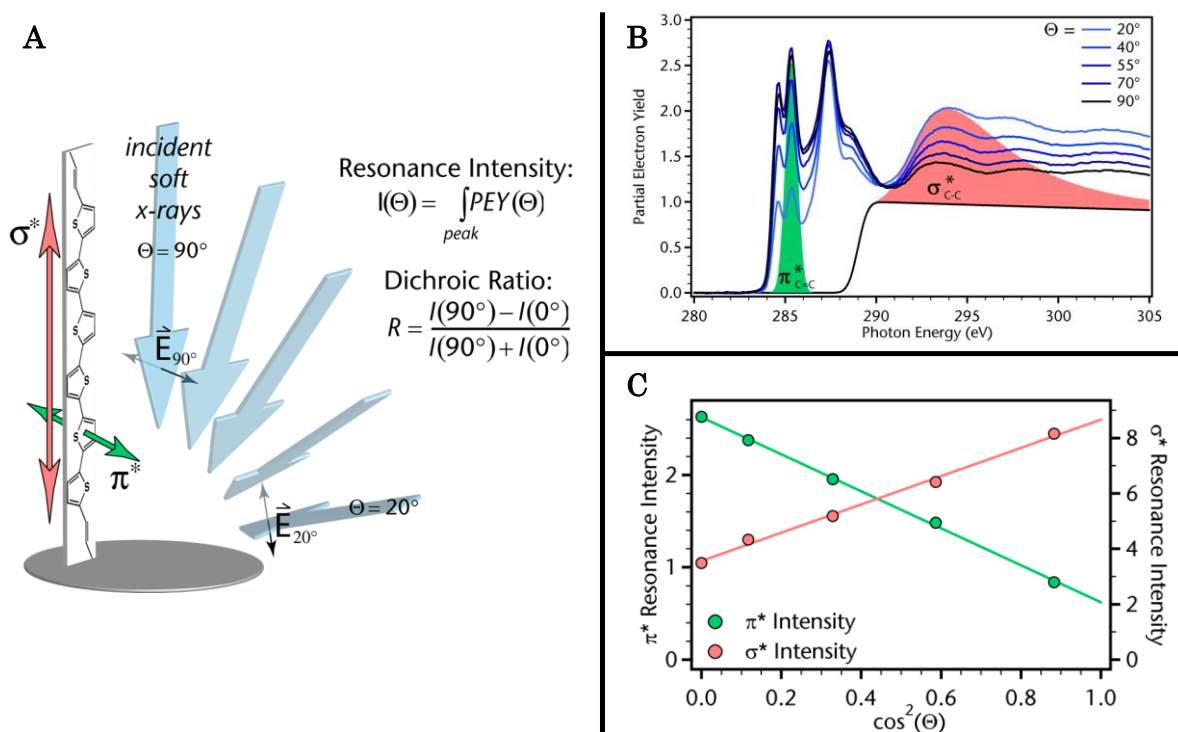 A
incident
soft
x-rays
Θ = 90°
σ*
S
S
S
S
S
S
E⃗90°
π*
E⃗20°
Θ = 20°
Resonance Intensity:
I(Θ) = ∫PEY(Θ)
peak
Dichroic Ratio:
R = I(90°) − I(0°)
I(90°) + I(0°)
B
Partial Electron Yield
3.0
2.5
2.0
1.5
1.0
0.5
0.0
Θ = 20°
40°
55°
70°
90°
π*C=C
σ*C-C
280 285 290 295 300 305
Photon Energy (eV)
C
π* Resonance Intensity
2
1
0
π* Intensity
σ* Intensity
8
6
4
2
0
σ* Resonance Intensity
0.0 0.2 0.4 0.6 0.8 1.0
cos²(Θ)